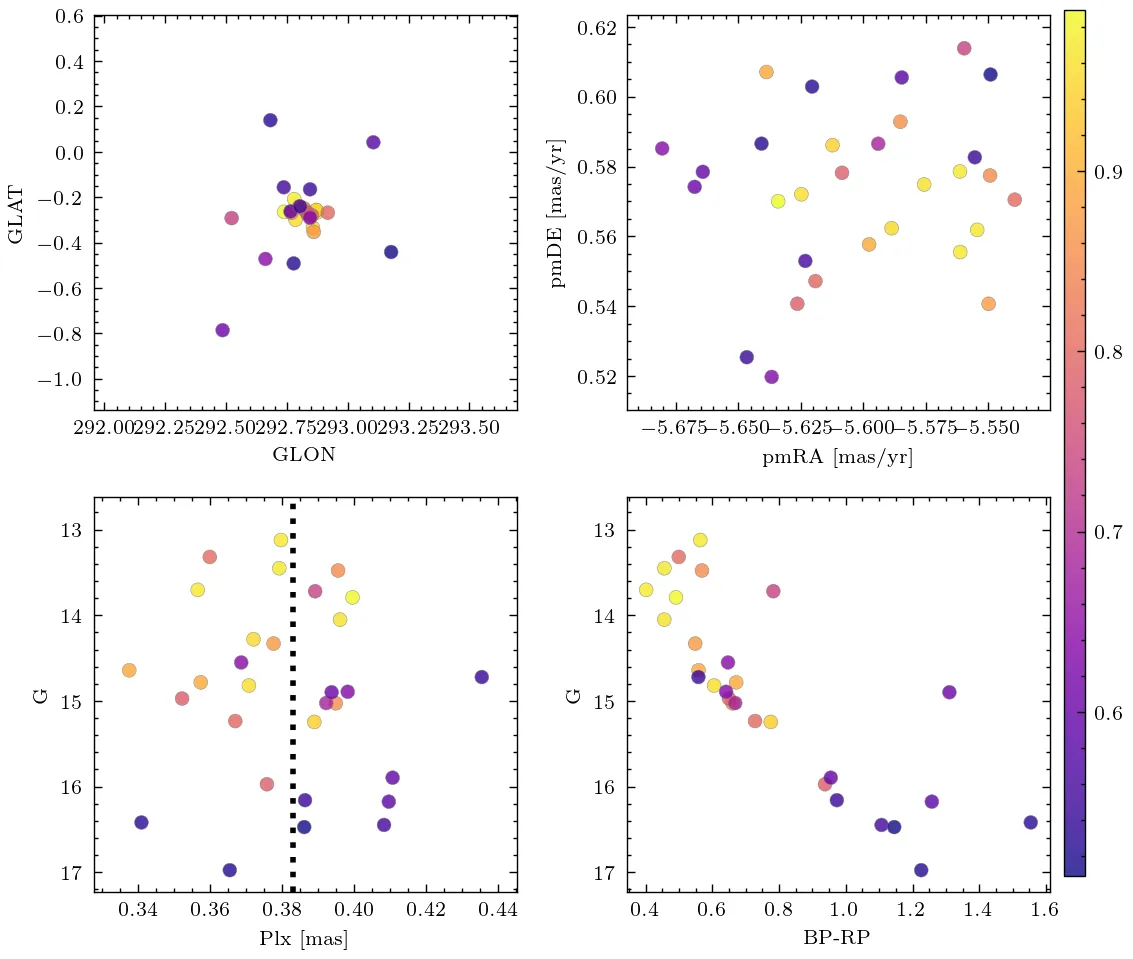 0.6
0.4
0.2
0.0
−0.2
−0.4
−0.6
−0.8
−1.0
GLAT
292.00 292.25 292.50 292.75 293.00 293.25 293.50
GLON
0.62
0.60
0.58
0.56
0.54
0.52
pmDE [mas/yr]
−5.675 −5.650 −5.625 −5.600 −5.575 −5.550
pmRA [mas/yr]
13
14
15
16
17
G
0.34 0.36 0.38 0.40 0.42 0.44
Plx [mas]
13
14
15
16
17
G
0.4 0.6 0.8 1.0 1.2 1.4 1.6
BP-RP
0.9
0.8
0.7
0.6